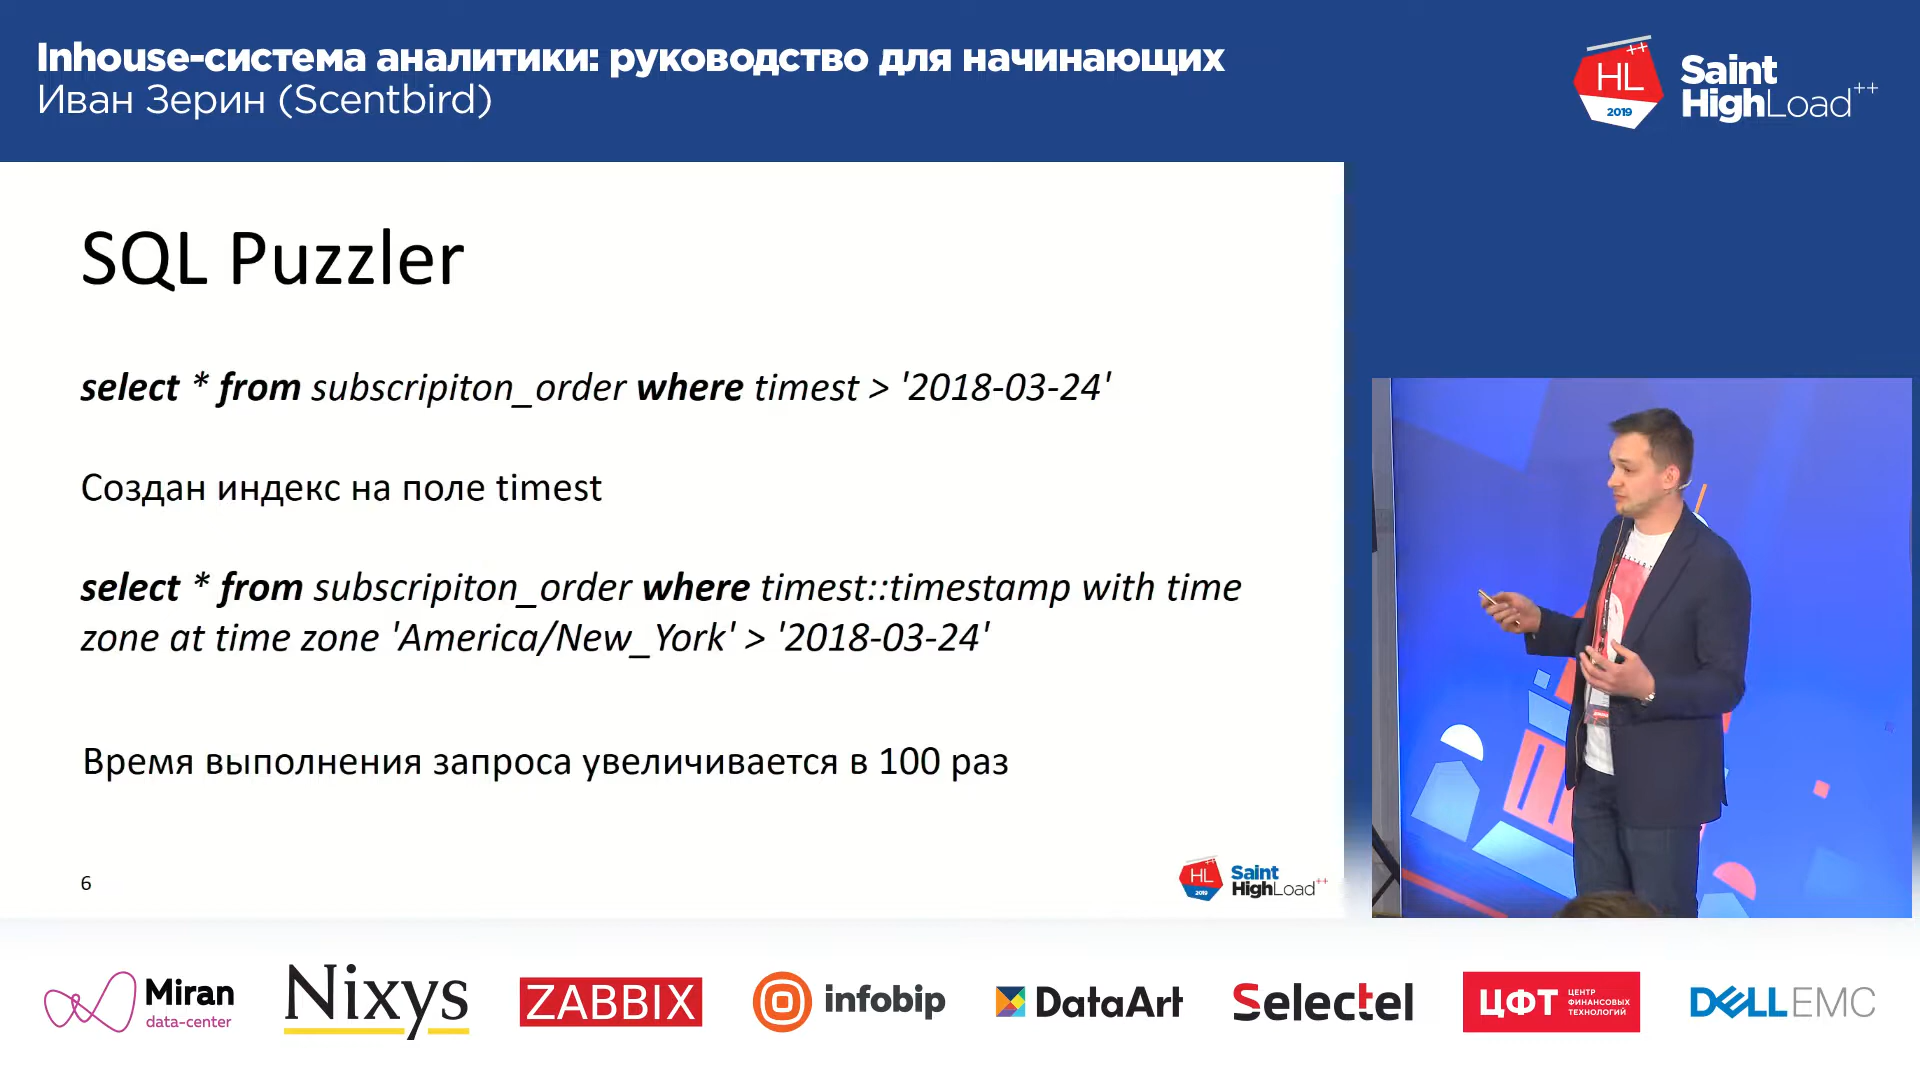 Inhouse-система аналитики: руководство для начинающих
Иван Зерин (Scentbird)
HL ++
2019
Saint
HighLoad++
SQL Puzzler
select * from subscripiton_order where timest > '2018-03-24'
Создан индекс на поле timest
select * from subscripiton_order where timest::timestamp with time
zone at time zone 'America/New_York' > '2018-03-24'
Время выполнения запроса увеличивается в 100 раз
6
HL ++
2019
Saint
HighLoad++
Miran
data-center
Nixys
ZABBIX
infobip
DataArt
Selectel
ЦФТ
ЦЕНТР
ФИНАНСОВЫХ
ТЕХНОЛОГИЙ
DELLEMC